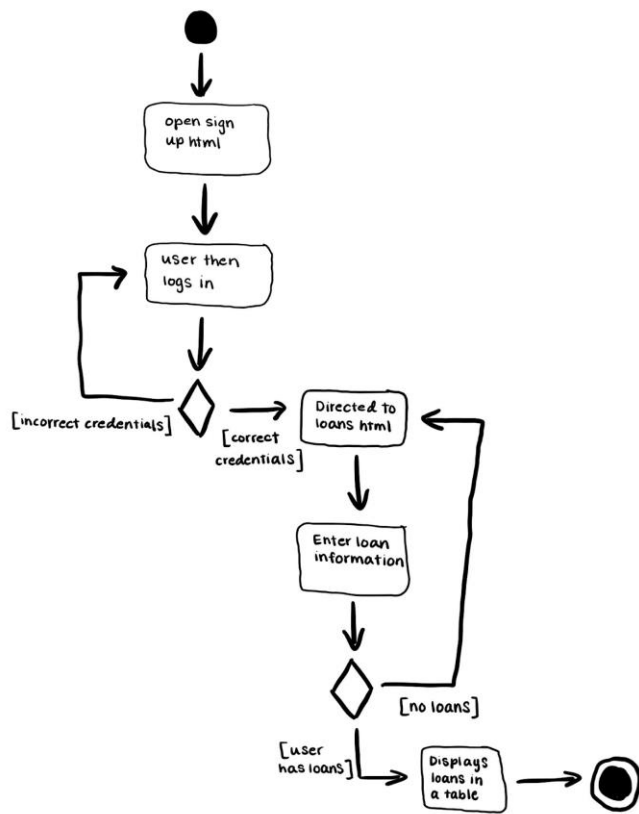 open sign
up html
user then
logs in
[incorrect credentials]
[correct
credentials]
Directed to
loans html
Enter loan
information
[no loans]
[user
has loans]
Displays
loans in
a table